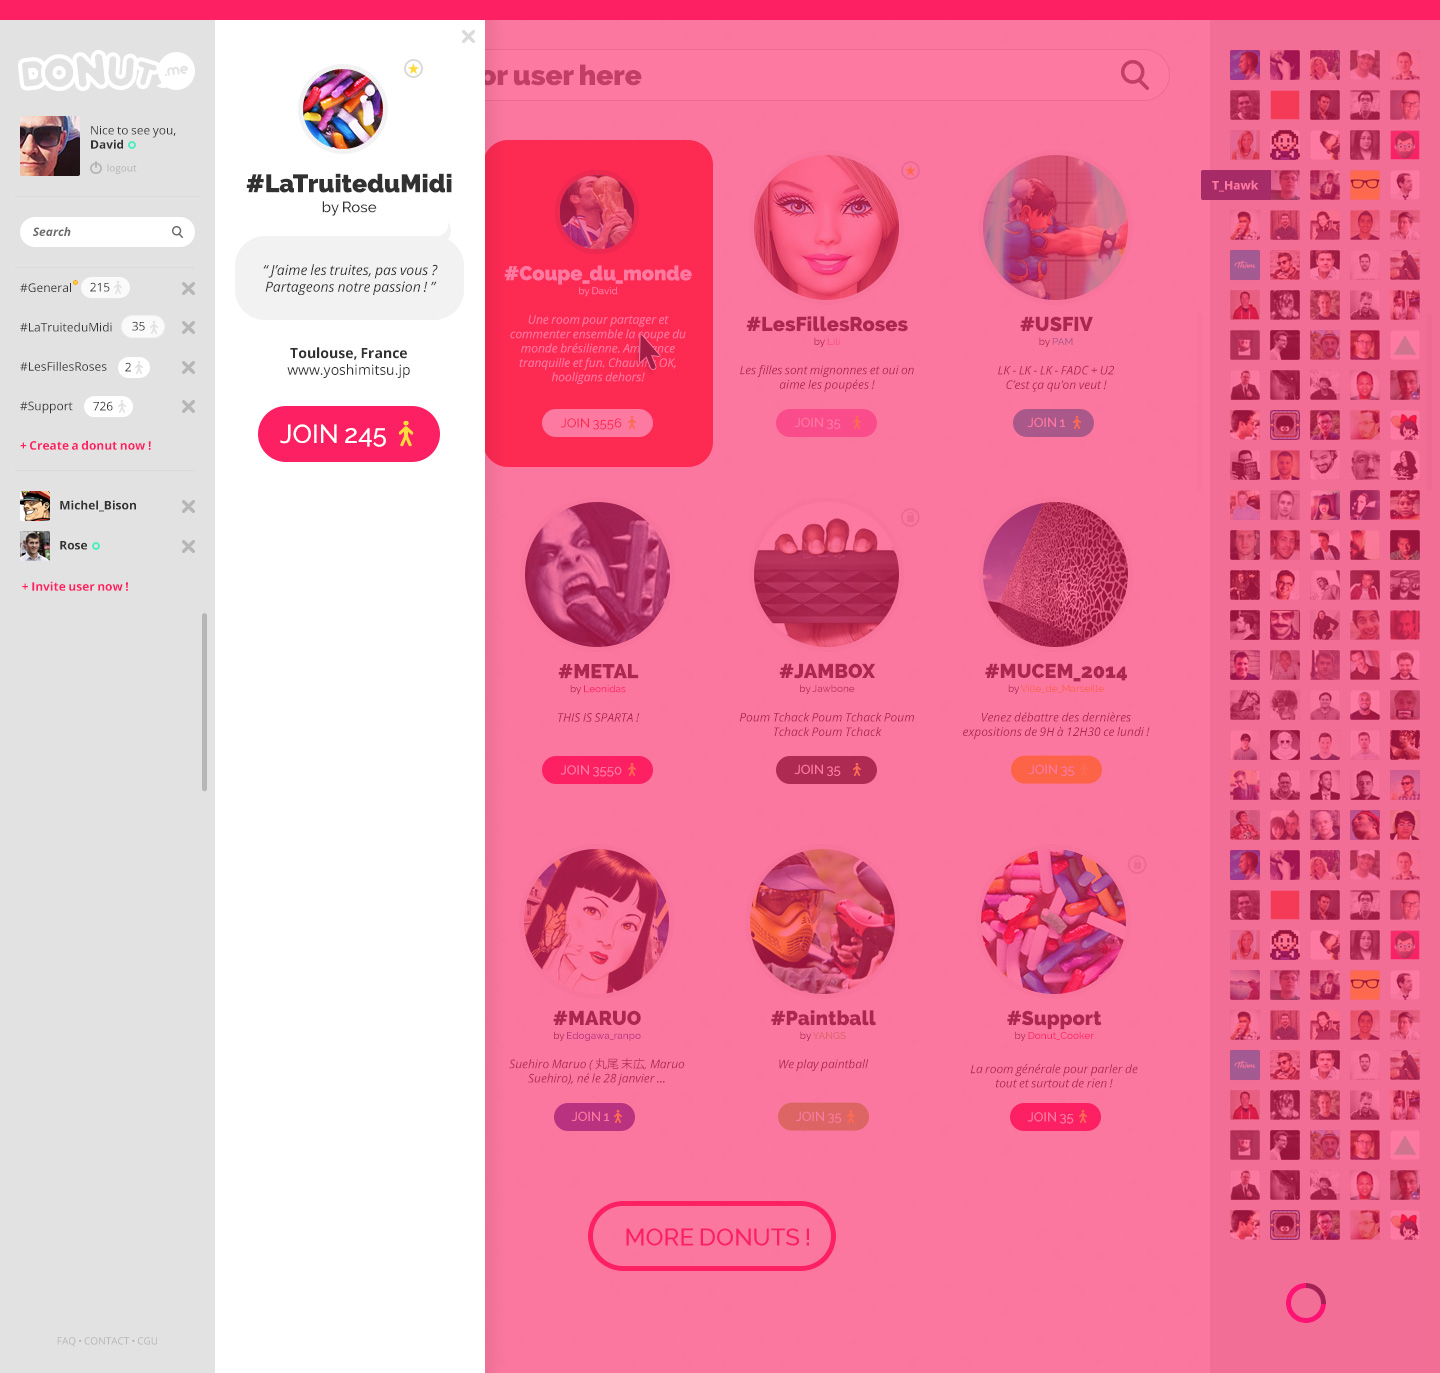 DONUT.me
Nice to see you,
David
logout
Search
#General 215
#LaTruiteduMidi 35
#LesFillesRoses 2
#Support 726
+ Create a donut now !
Michel_Bison
Rose
+ Invite user now !
FAQ • CONTACT • CGU
#LaTruiteduMidi
by Rose
“ J'aime les truites, pas vous ?
Partageons notre passion ! ”
Toulouse, France
www.yoshimitsu.jp
JOIN 245
or user here
#Coupe_du_monde
by David
Une room pour partager et
commenter ensemble la coupe du
monde brésilienne.
tranquille et fun. OK,
hooligans dehors!
JOIN 3556
#LesFillesRoses
by Lili
Les filles sont mignonnes et oui on
aime les poupées !
JOIN 35
#USFIV
by PAM
LK - LK - LK - FADC + U2
C'est ça qu'on veut !
JOIN 1
#METAL
by Leonidas
THIS IS SPARTA !
JOIN 3550
#JAMBOX
by Jawbone
Poum Tchack Poum Tchack Poum
Tchack Poum Tchack
JOIN 35
#MUCEM_2014
by Ville_de_Marseille
Venez débattre des dernières
expositions de 9H à 12H30 ce lundi !
JOIN 35
#MARUO
by Edogawa_ranpo
Suehiro Maruo ( 丸尾 末広, Maruo
Suehiro), né le 28 janvier ...
JOIN 1
#Paintball
by YANGS
We play paintball
JOIN 35
#Support
by Donut_Cooker
La room générale pour parler de
tout et surtout de rien !
JOIN 35
MORE DONUTS !
T_Hawk